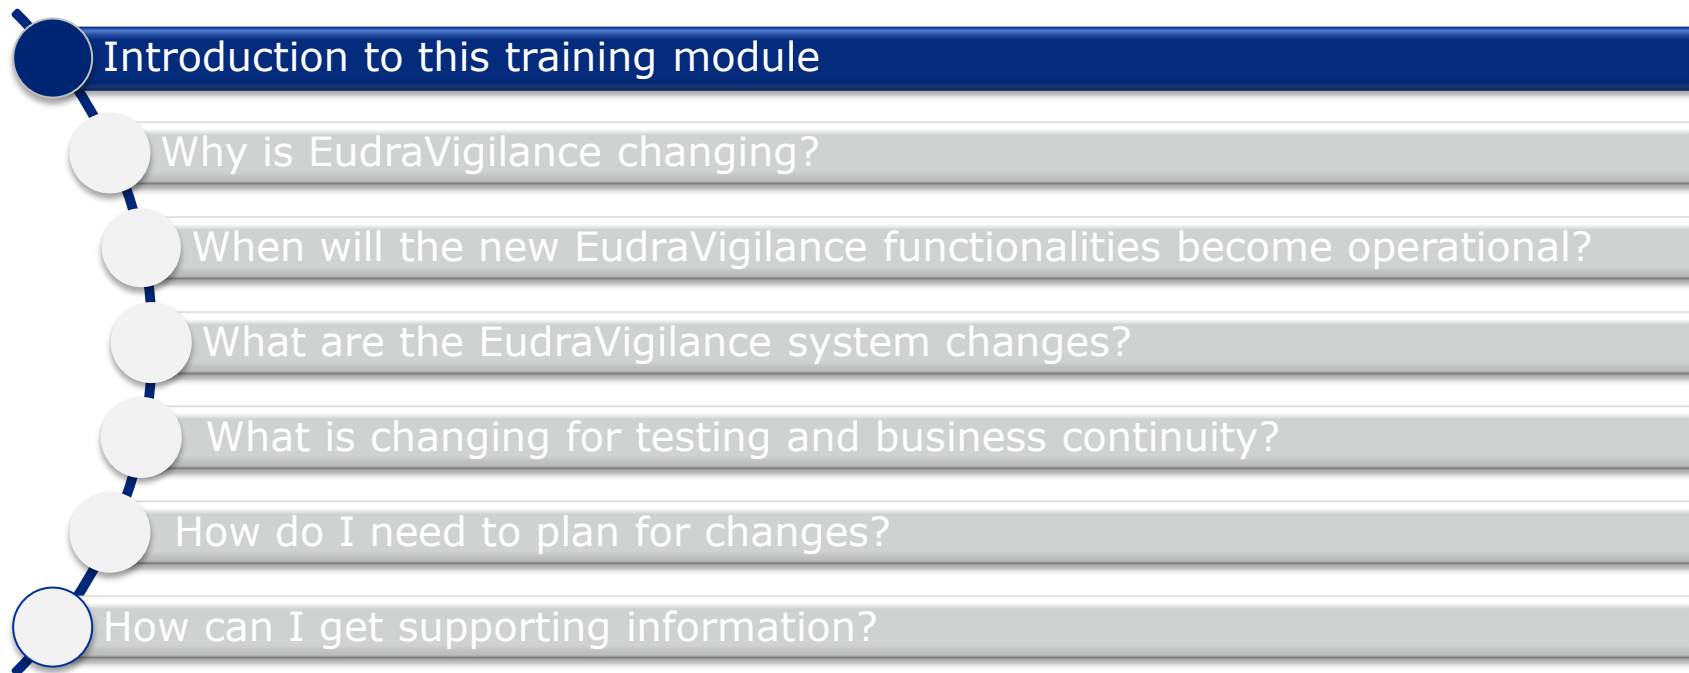 Introduction to this training module
Why is EudraVigilance changing?
When will the new EudraVigilance functionalities become operational?
What are the EudraVigilance system changes?
What is changing for testing and business continuity?
How do I need to plan for changes?
How can I get supporting information?